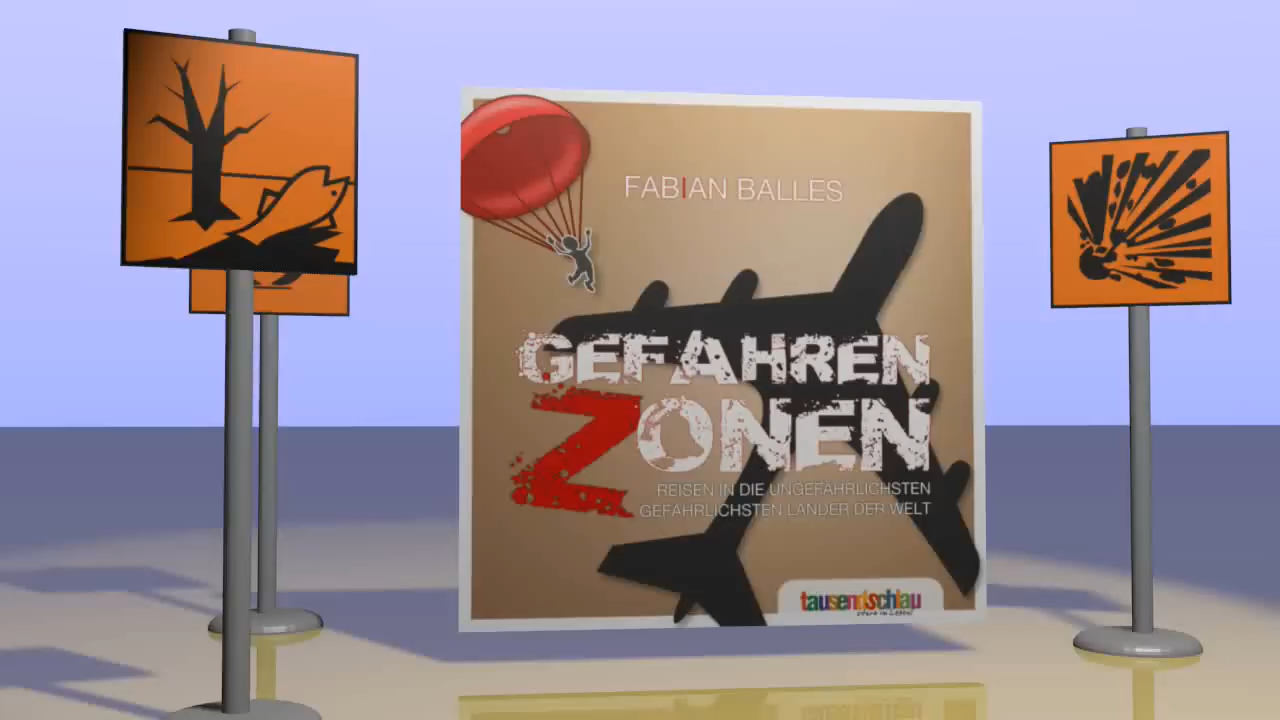 FABIAN BALLES
GEFAHREN
ZONEN
REISEN IN DIE UNGEFÄHRLICHSTEN
GEFÄHRLICHSTEN LÄNDER DER WELT
tausendschlau